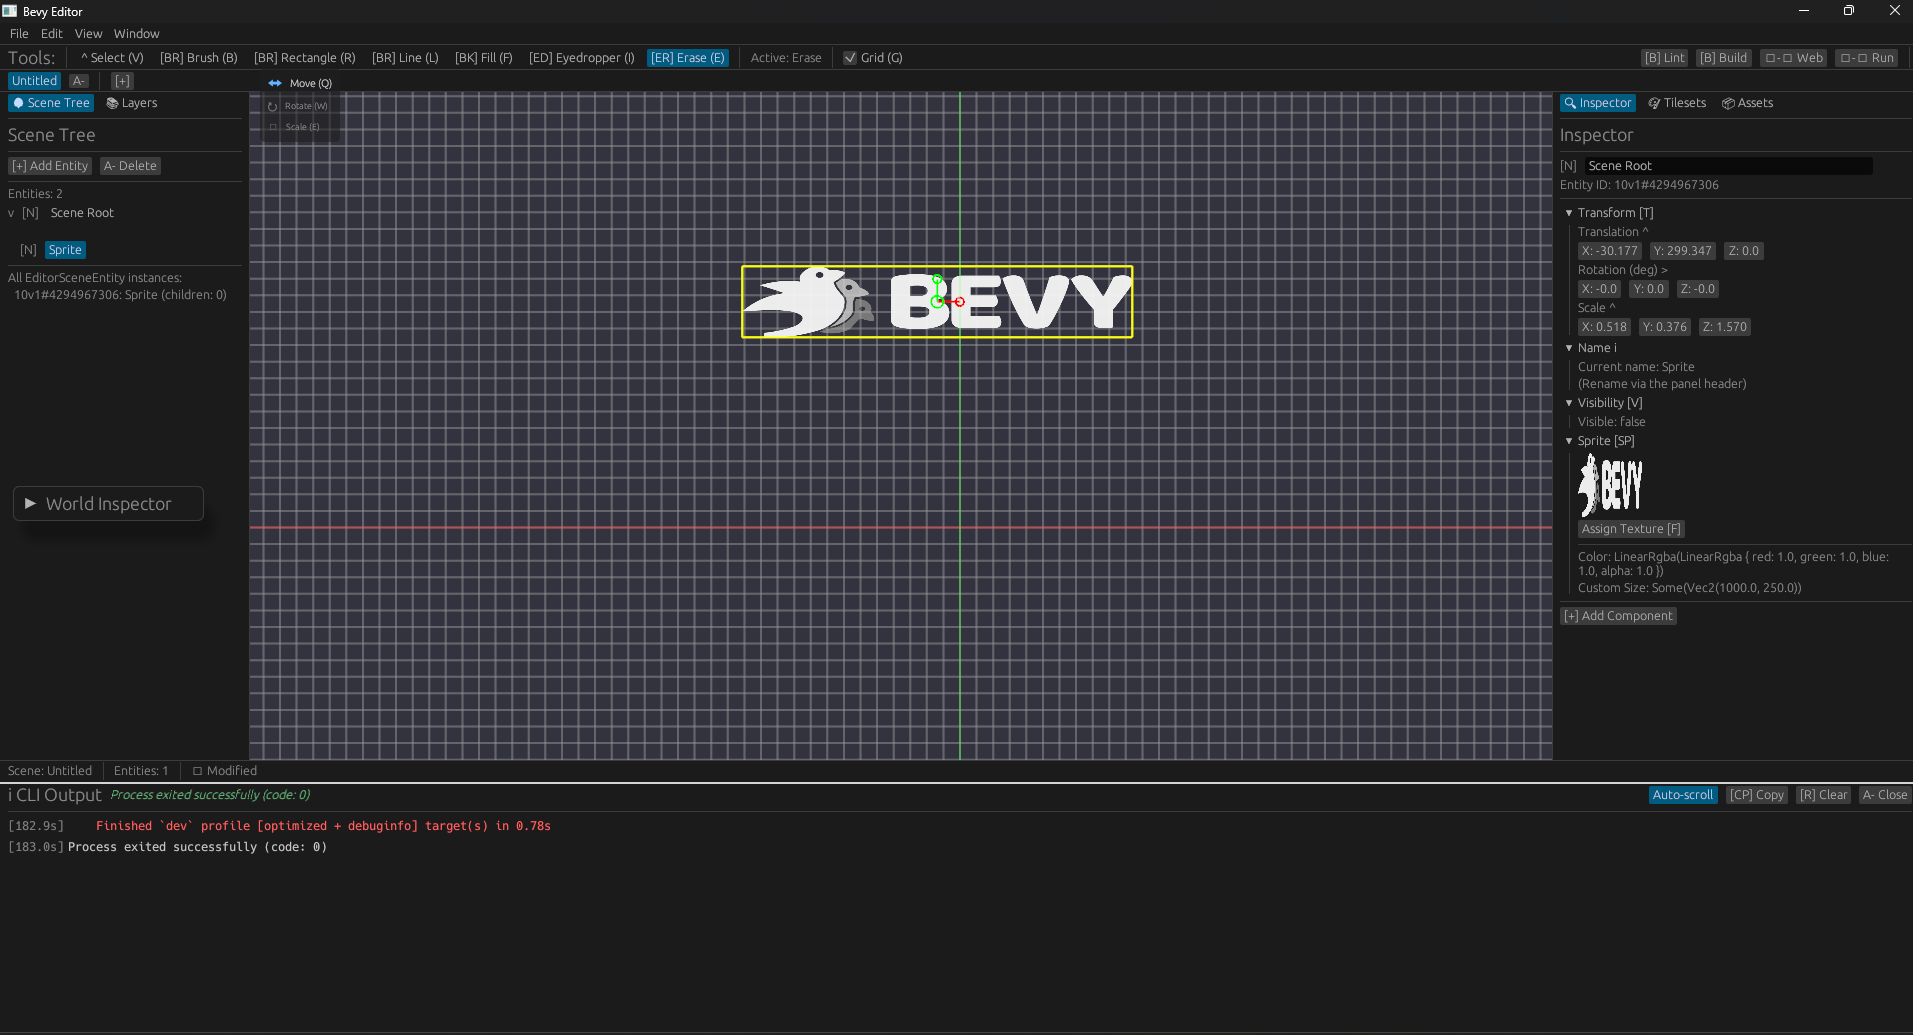 Bevy Editor
File Edit View Window
Tools: ^ Select (V) [BR] Brush (B) [BR] Rectangle (R) [BR] Line (L) [BK] Fill (F) [ED] Eyedropper (I) [ER] Erase (E) Active: Erase Grid (G) [B] Lint [B] Build □-□ Web □-□ Run
Untitled A- [+]
Move (Q)
Rotate (W)
Scale (E)
Scene Tree Layers
Scene Tree
[+] Add Entity A- Delete
Entities: 2
v [N] Scene Root
[N] Sprite
All EditorSceneEntity instances:
10v1#4294967306: Sprite (children: 0)
World Inspector
BEVY
Inspector Tilesets Assets
Inspector
[N] Scene Root
Entity ID: 10v1#4294967306
Transform [T]
Translation ^
X: -30.177 Y: 299.347 Z: 0.0
Rotation (deg) >
X: -0.0 Y: 0.0 Z: -0.0
Scale ^
X: 0.518 Y: 0.376 Z: 1.570
Name i
Current name: Sprite
(Rename via the panel header)
Visibility [V]
Visible: false
Sprite [SP]
BEVY
Assign Texture [F]
Color: LinearRgba(LinearRgba { red: 1.0, green: 1.0, blue:
1.0, alpha: 1.0 })
Custom Size: Some(Vec2(1000.0, 250.0))
[+] Add Component
Scene: Untitled Entities: 1 □ Modified
i CLI Output Process exited successfully (code: 0) Auto-scroll [CP] Copy [R] Clear A- Close
[182.9s] Finished `dev` profile [optimized + debuginfo] target(s) in 0.78s
[183.0s] Process exited successfully (code: 0)